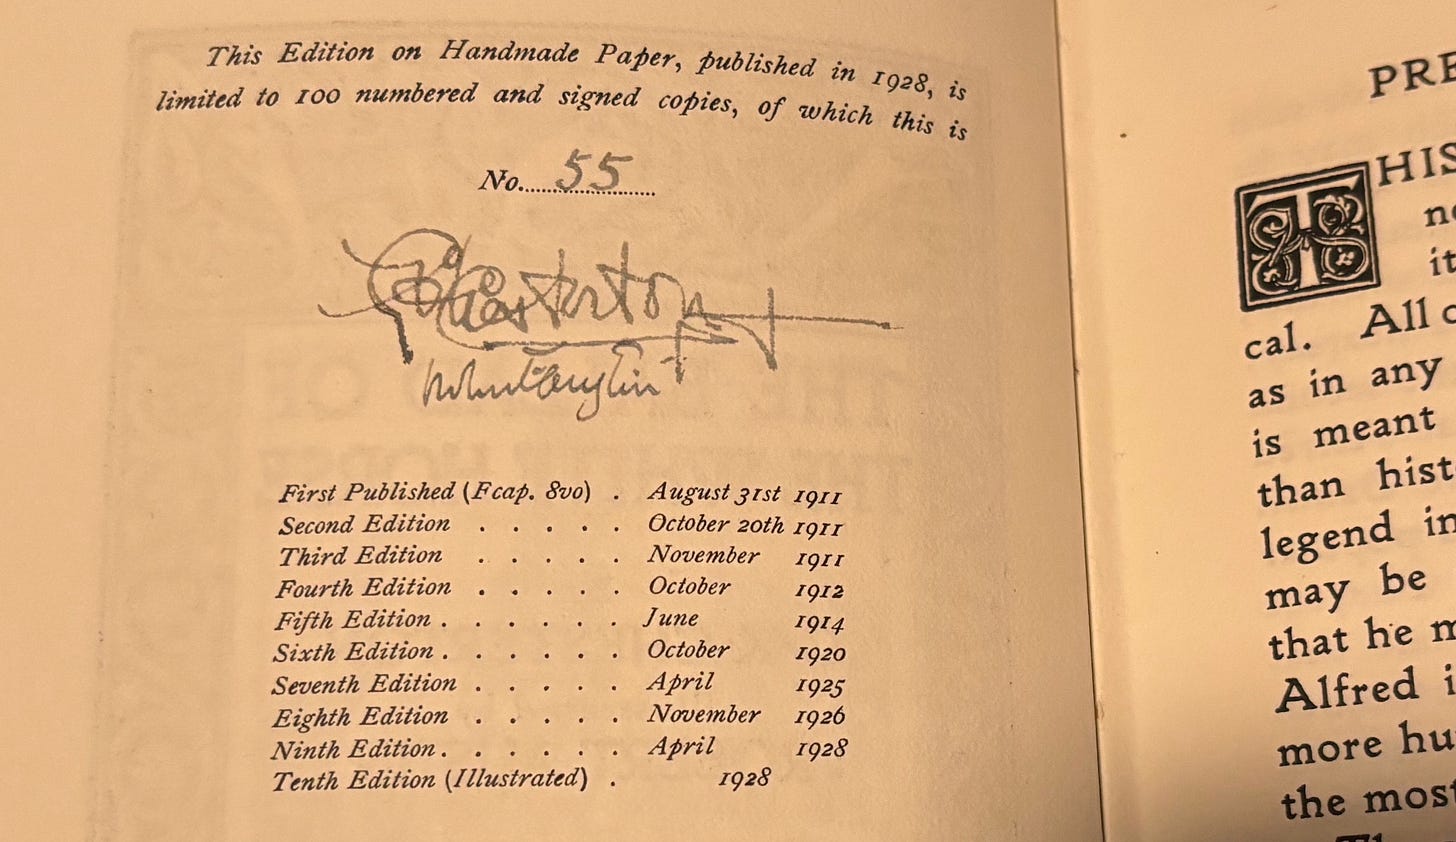 This Edition on Handmade Paper, published in 1928, is
limited to 100 numbered and signed copies, of which this is
No. 55
G K Chesterton
First Published (Fcap. 8vo) . August 31st 1911
Second Edition . . . . . October 20th 1911
Third Edition . . . . . November 1911
Fourth Edition . . . . . October 1912
Fifth Edition . . . . . . June 1914
Sixth Edition . . . . . . October 1920
Seventh Edition . . . . . April 1925
Eighth Edition . . . . . November 1926
Ninth Edition . . . . . . April 1928
Tenth Edition (Illustrated) . 1928
PRE
THIS
it
cal. All
as in any
is meant
than hist
legend in
may be
that he
Alfred
more hu
the most